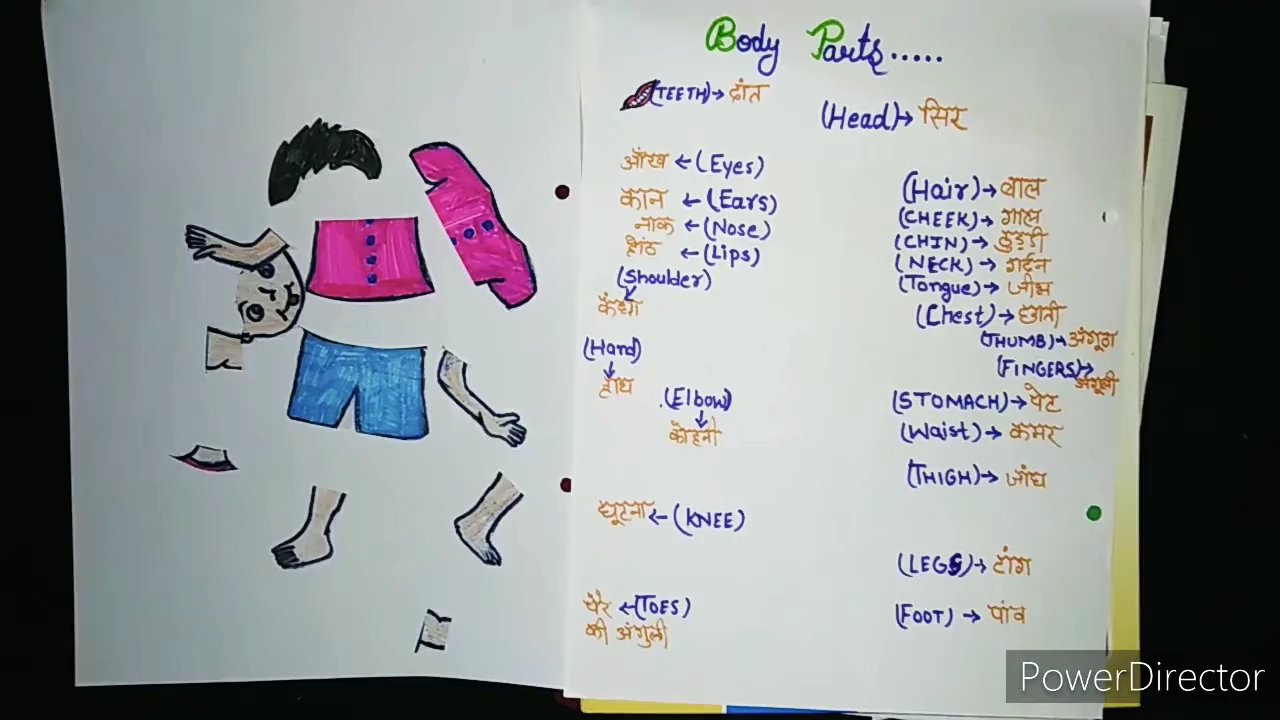 Body Parts.....
(TEETH)→ दांत
(Head)→ सिर
आँख ←(Eyes)
कान ←(Ears)
नाक ←(Nose)
←(Lips)
(Shoulder)
कंधा
(Hand)
हाथ
(Elbow)
कोहनी
घूटना←(KNEE)
पैर ←(TOES)
की अंगुली
(Hair)→ बाल
(CHEEK)→ गाल
(CHIN)→ ठुड्डी
(NECK)→ गर्दन
(Tongue)→ जीभ
(Chest)→ छाती
(THUMB)→ अंगूठा
(FINGERS)→
अंगुली
(STOMACH)→ पेट
(Waist)→ कमर
(THIGH)→ जांघ
(LEGS)→ टांग
(FOOT)→ पांव
PowerDirector